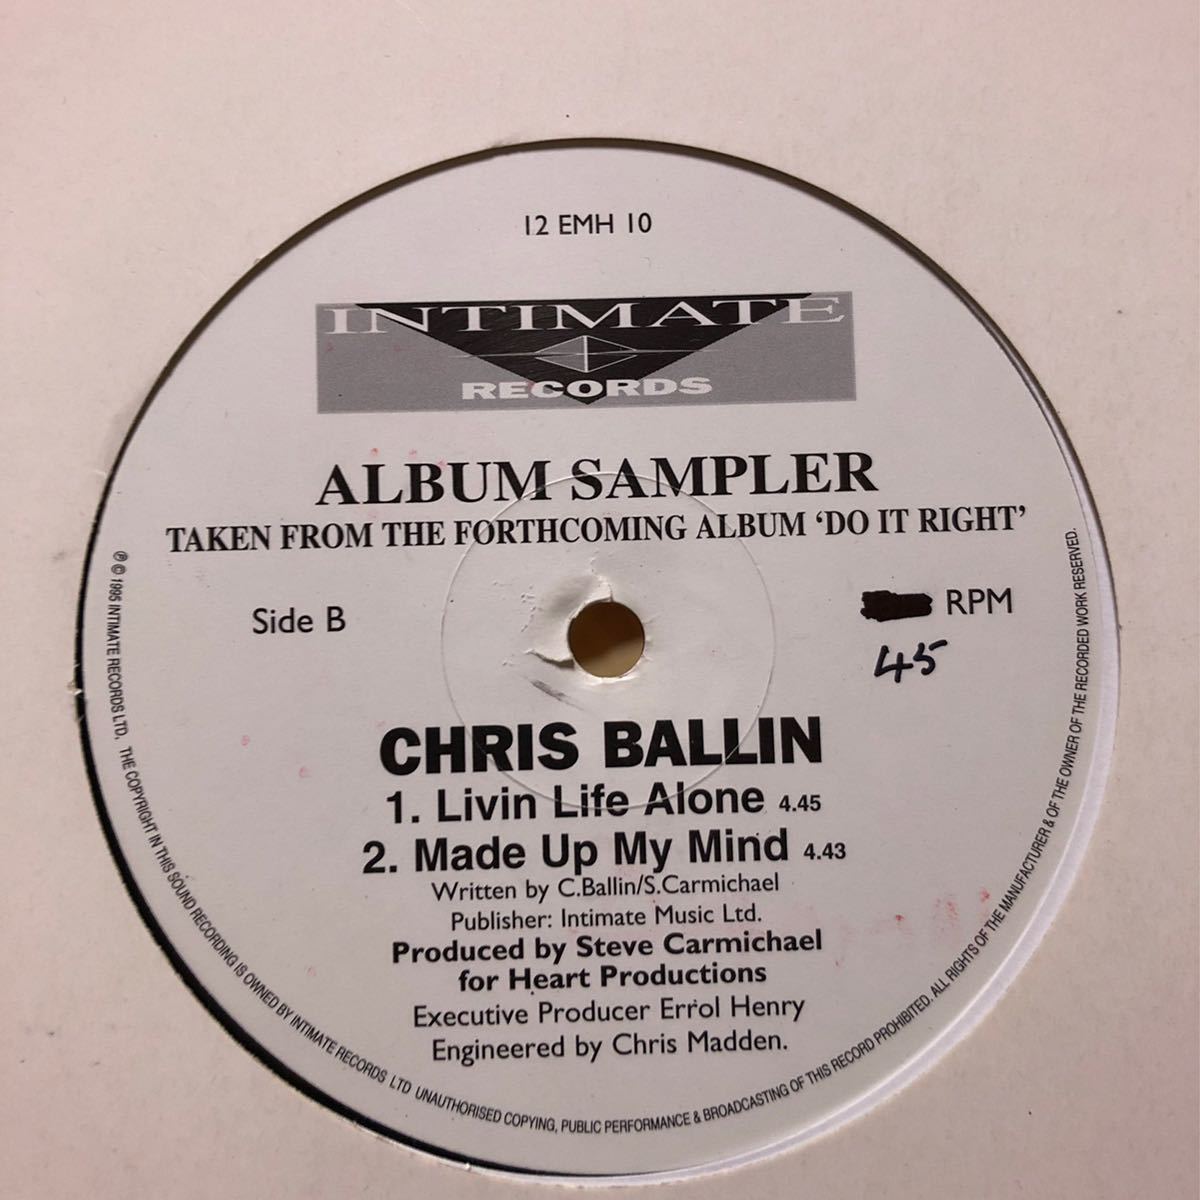 12 EMH 10
INTIMATE
RECORDS
ALBUM SAMPLER
TAKEN FROM THE FORTHCOMING ALBUM ‘DO IT RIGHT’
Side B
RPM
45
CHRIS BALLIN
1. Livin Life Alone 4.45
2. Made Up My Mind 4.43
Written by C.Ballin/S.Carmichael
Publisher: Intimate Music Ltd.
Produced by Steve Carmichael
for Heart Productions
Executive Producer Errol Henry
Engineered by Chris Madden.
℗ © 1995 INTIMATE RECORDS LTD. THE COPYRIGHT IN THIS SOUND RECORDING IS OWNED BY INTIMATE RECORDS LTD UNAUTHORISED COPYING, PUBLIC PERFORMANCE & BROADCASTING OF THIS RECORD PROHIBITED. ALL RIGHTS OF THE MANUFACTURER & OF THE OWNER OF THE RECORDED WORK RESERVED.